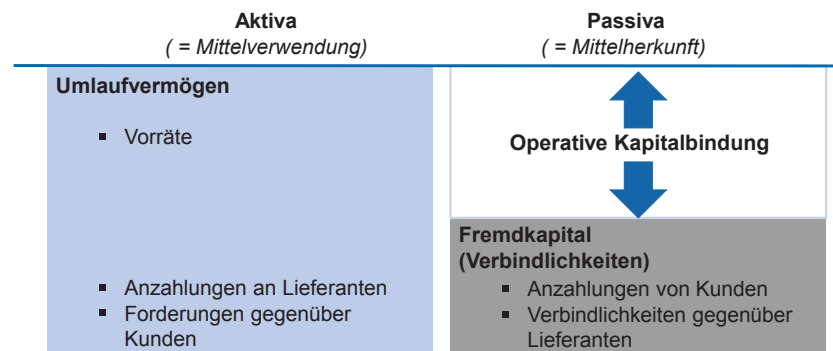 Aktiva
( = Mittelverwendung)
Passiva
( = Mittelherkunft)
Umlaufvermögen
▪ Vorräte
▪ Anzahlungen an Lieferanten
▪ Forderungen gegenüber
Kunden
Operative Kapitalbindung
Fremdkapital
(Verbindlichkeiten)
▪ Anzahlungen von Kunden
▪ Verbindlichkeiten gegenüber
Lieferanten